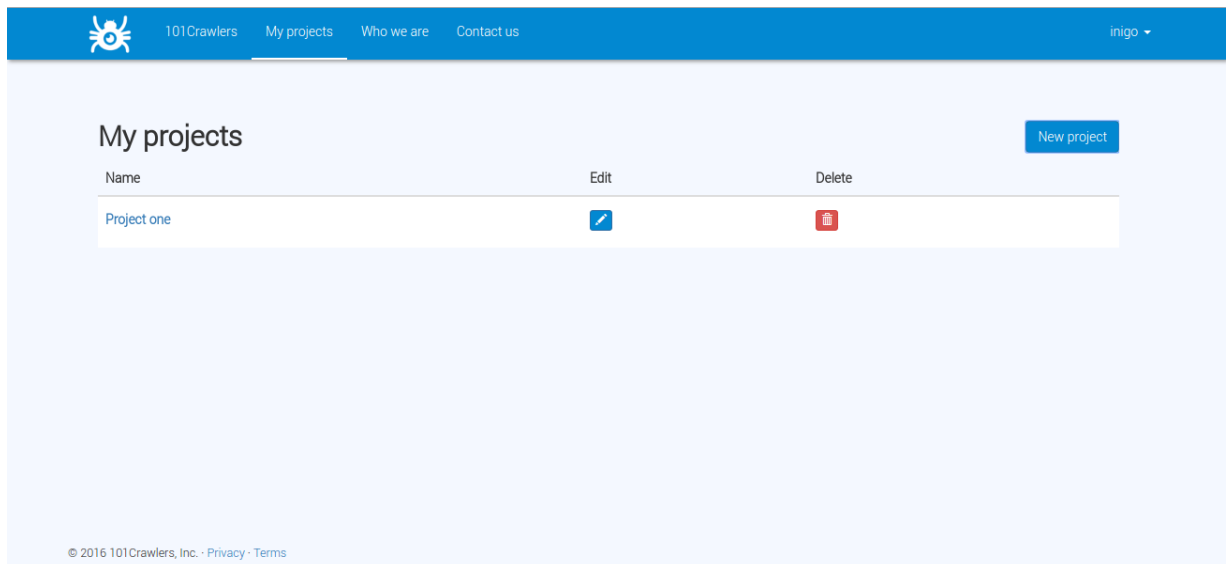 101Crawlers My projects Who we are Contact us inigo
My projects New project
Name Edit Delete
Project one
© 2016 101Crawlers, Inc. · Privacy · Terms